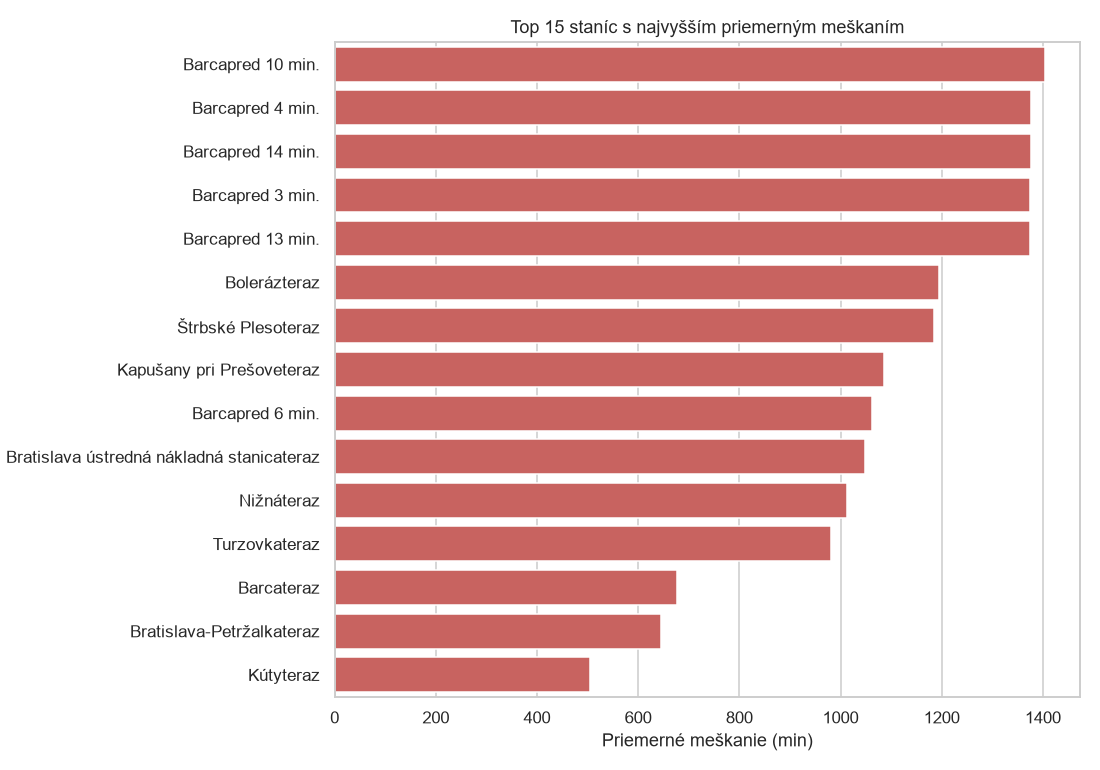 Top 15 staníc s najvyšším priemerným meškaním
Barcapred 10 min.
Barcapred 4 min.
Barcapred 14 min.
Barcapred 3 min.
Barcapred 13 min.
Bolerázteraz
Štrbské Plesoteraz
Kapušany pri Prešoveteraz
Barcapred 6 min.
Bratislava ústredná nákladná stanicateraz
Nižnáteraz
Turzovkateraz
Barcateraz
Bratislava-Petržalkateraz
Kútyteraz
0 200 400 600 800 1000 1200 1400
Priemerné meškanie (min)